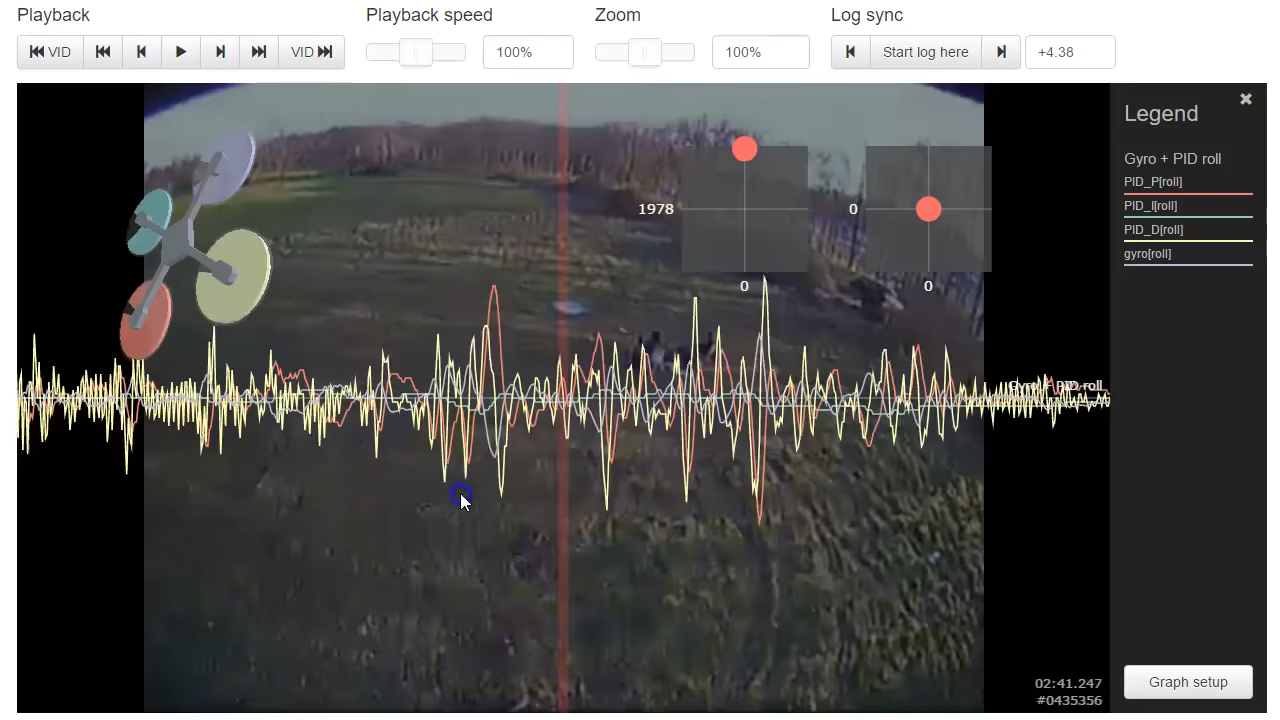 Playback
Playback speed
Zoom
Log sync
VID
VID
100%
100%
Start log here
+4.38
Legend
Gyro + PID roll
PID_P[roll]
PID_I[roll]
PID_D[roll]
gyro[roll]
1978
0
0
0
Gyro + PID roll
02:41.247
#0435356
Graph setup